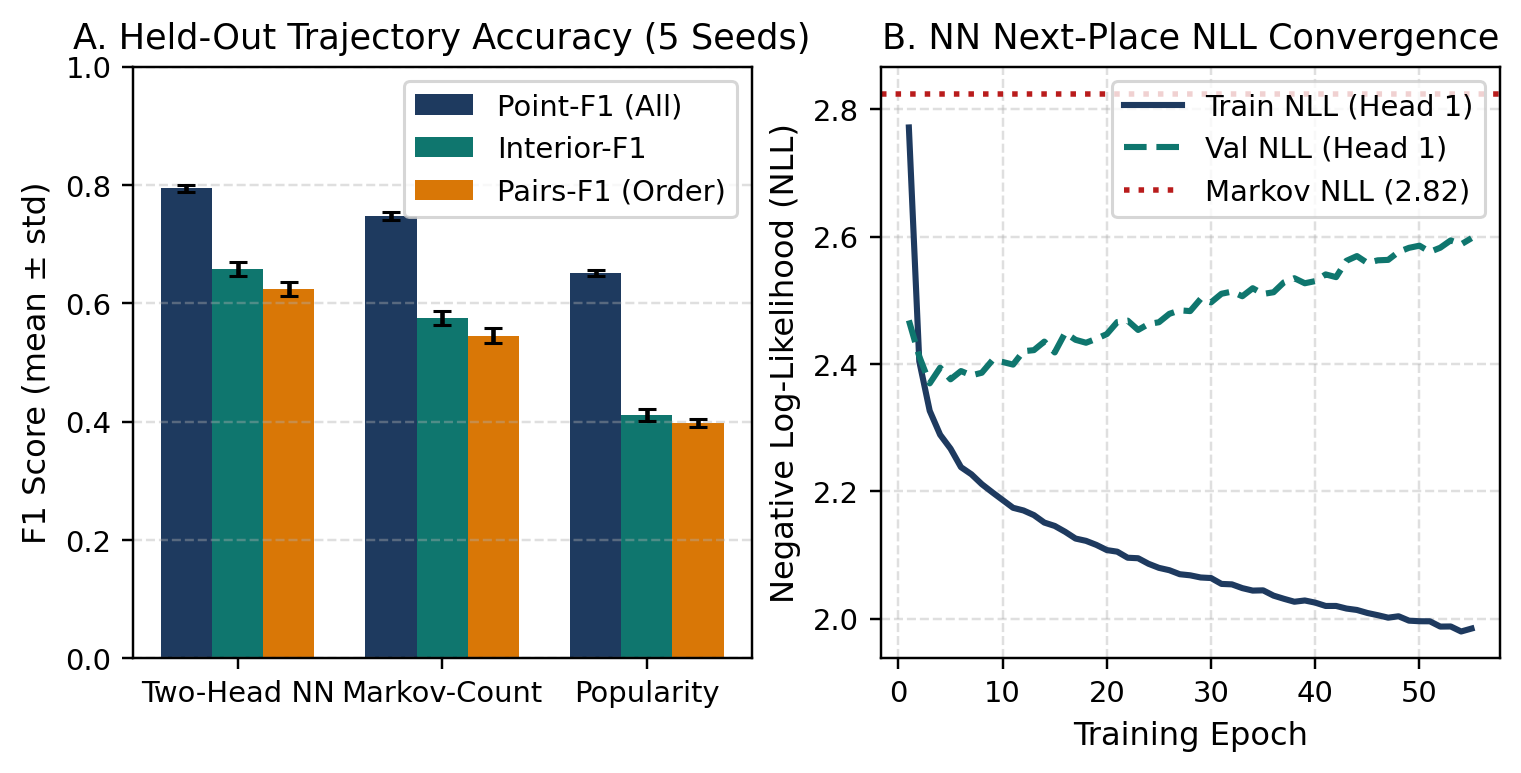 A. Held-Out Trajectory Accuracy (5 Seeds)
F1 Score (mean ± std)
1.0
0.8
0.6
0.4
0.2
0.0
Point-F1 (All)
Interior-F1
Pairs-F1 (Order)
Two-Head NN
Markov-Count
Popularity
B. NN Next-Place NLL Convergence
Negative Log-Likelihood (NLL)
2.8
2.6
2.4
2.2
2.0
Train NLL (Head 1)
Val NLL (Head 1)
Markov NLL (2.82)
0
10
20
30
40
50
Training Epoch